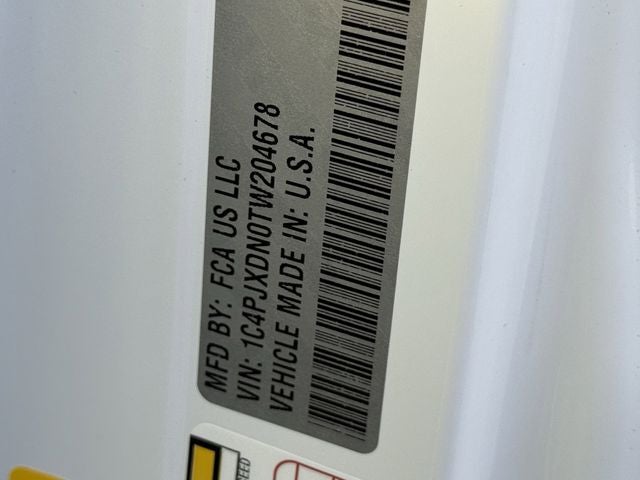 MFD BY: FCA US LLC
VIN: 1C4PJXDN0TW204678
VEHICLE MADE IN: U.S.A.